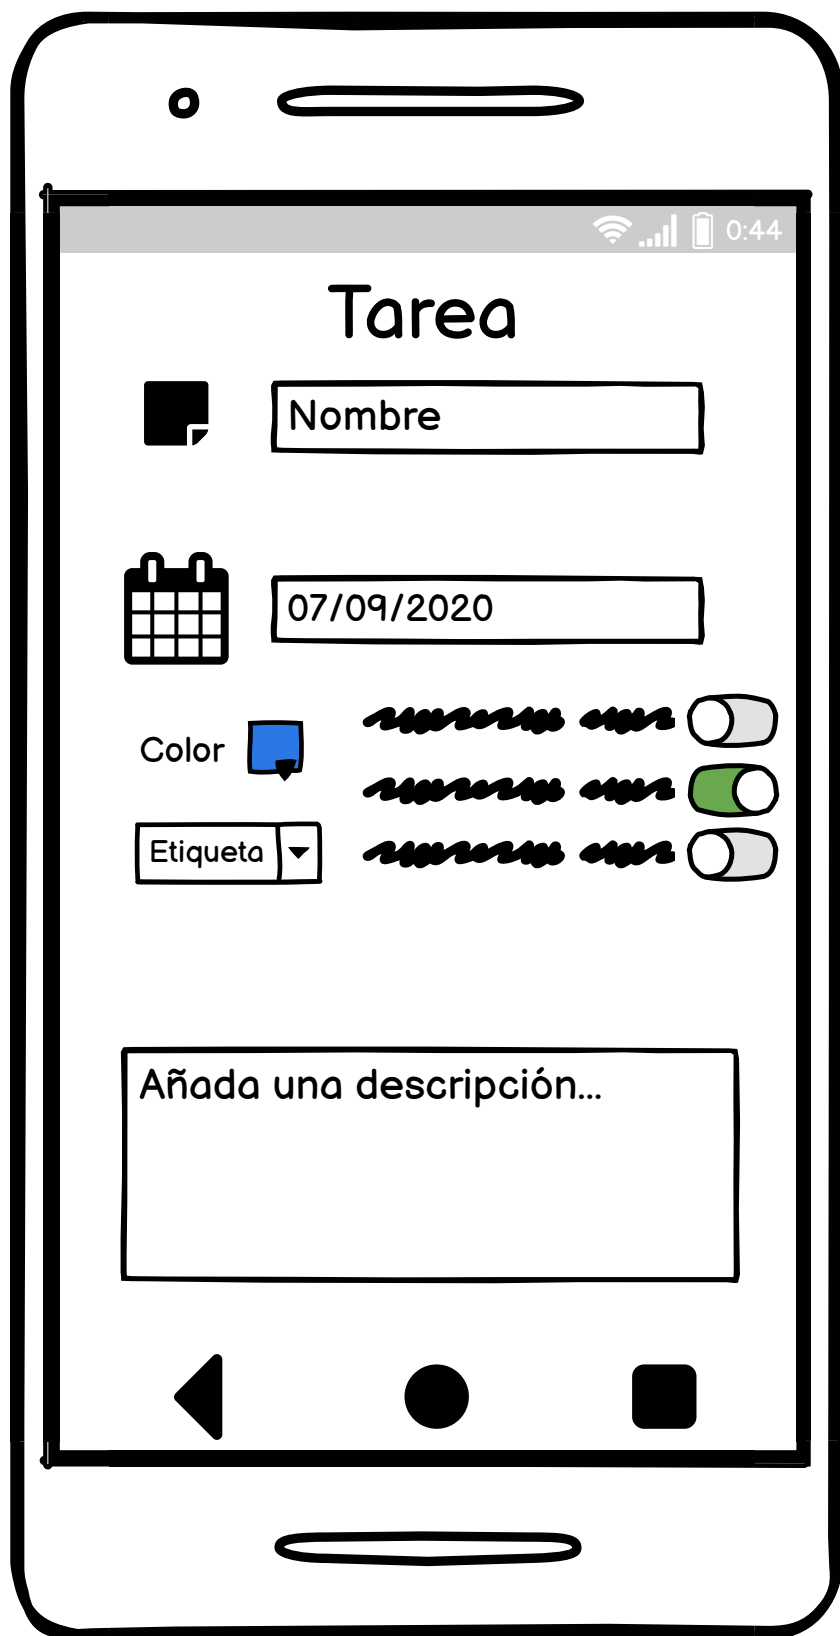 0:44
Tarea
Nombre
07/09/2020
Color
Etiqueta
Añada una descripción...